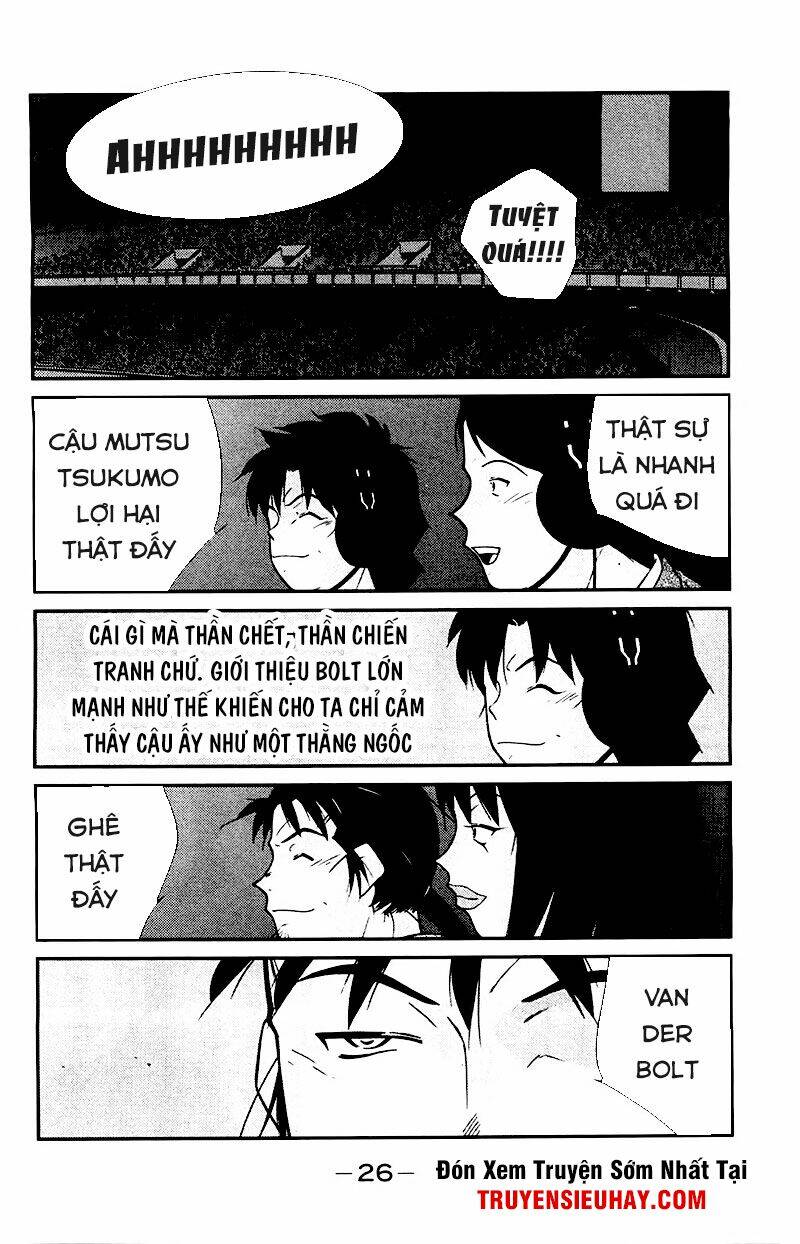 AHHHHHHHHH
TUYỆT
QUÁ!!!!
THẬT SỰ
LÀ NHANH
QUÁ ĐI
CẬU MUTSU
TSUKUMO
LỢI HẠI
THẬT ĐẤY
CÁI GÌ MÀ THẦN CHẾT, THẦN CHIẾN
TRANH CHỨ. GIỚI THIỆU BOLT LỚN
MẠNH NHƯ THẾ KHIẾN CHO TA CHỈ CẢM
THẤY CẬU ẤY NHƯ MỘT THẰNG NGỐC
GHÊ
THẬT
ĐẤY
VAN
DER
BOLT
-26-
Đón Xem Truyện Sớm Nhất Tại
TRUYENSIEUHAY.COM